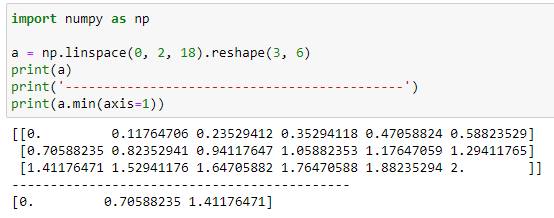 import numpy as np
a = np.linspace(0, 2, 18).reshape(3, 6)
print(a)
print('--------------------------------------------')
print(a.min(axis=1))
[[0.         0.11764706 0.23529412 0.35294118 0.47058824 0.58823529]
 [0.70588235 0.82352941 0.94117647 1.05882353 1.17647059 1.29411765]
 [1.41176471 1.52941176 1.64705882 1.76470588 1.88235294 2.        ]]
--------------------------------------------
[0.         0.70588235 1.41176471]